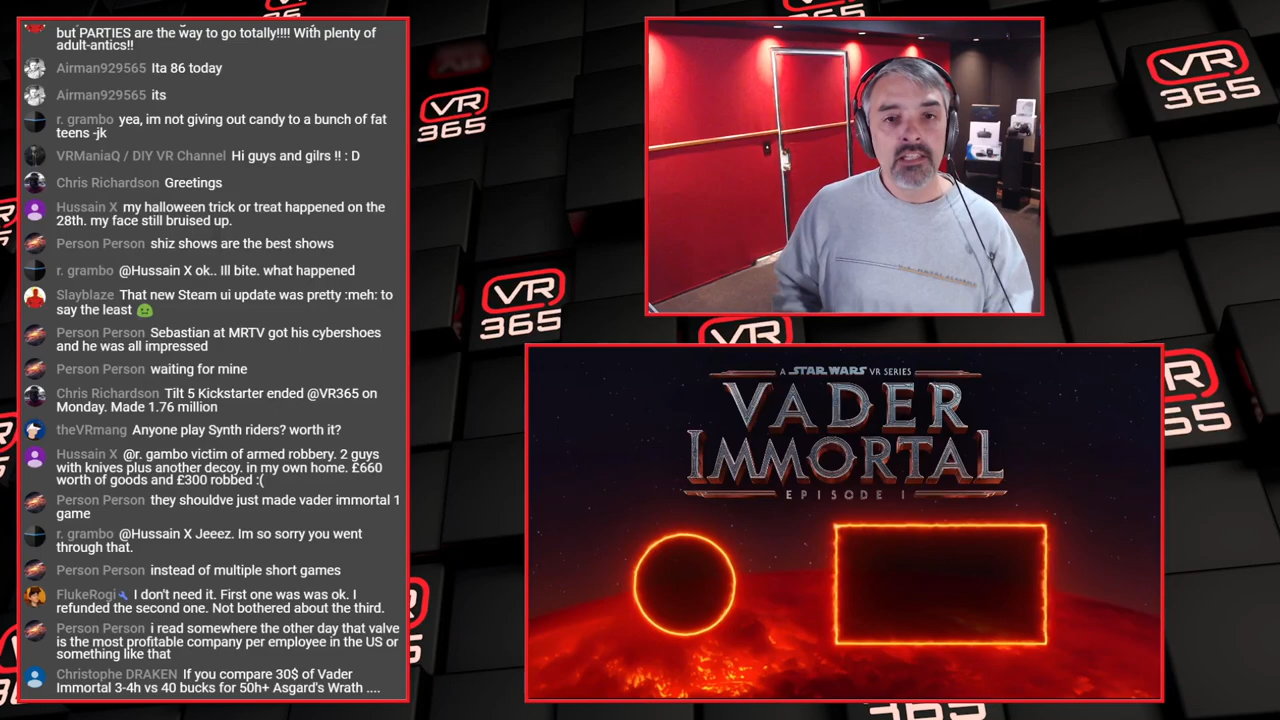 but PARTIES are the way to go totally!!!! With plenty of
adult-antics!!
Airman929565 Ita 86 today
Airman929565 its
r. grambo yea, im not giving out candy to a bunch of fat
teens -jk
VRManiaQ / DIY VR Channel Hi guys and gilrs !! : D
Chris Richardson Greetings
Hussain X my halloween trick or treat happened on the
28th. my face still bruised up.
Person Person shiz shows are the best shows
r. grambo @Hussain X ok.. Ill bite. what happened
Slayblaze That new Steam ui update was pretty :meh: to
say the least
Person Person Sebastian at MRTV got his cybershoes
and he was all impressed
Person Person waiting for mine
Chris Richardson Tilt 5 Kickstarter ended @VR365 on
Monday. Made 1.76 million
theVRmang Anyone play Synth riders? worth it?
Hussain X @r. gambo victim of armed robbery. 2 guys
with knives plus another decoy. in my own home. £660
worth of goods and £300 robbed :(
Person Person they shouldve just made vader immortal 1
game
r. grambo @Hussain X Jeeez. Im so sorry you went
through that.
Person Person instead of multiple short games
FlukeRogi I don't need it. First one was was ok. I
refunded the second one. Not bothered about the third.
Person Person i read somewhere the other day that valve
is the most profitable company per employee in the US or
something like that
Christophe DRAKEN If you compare 30$ of Vader
Immortal 3-4h vs 40 bucks for 50h+ Asgard's Wrath ....
VR
365
VR
365
VR
365
VR
A STAR WARS VR SERIES
VADER
IMMORTAL
EPISODE I
365